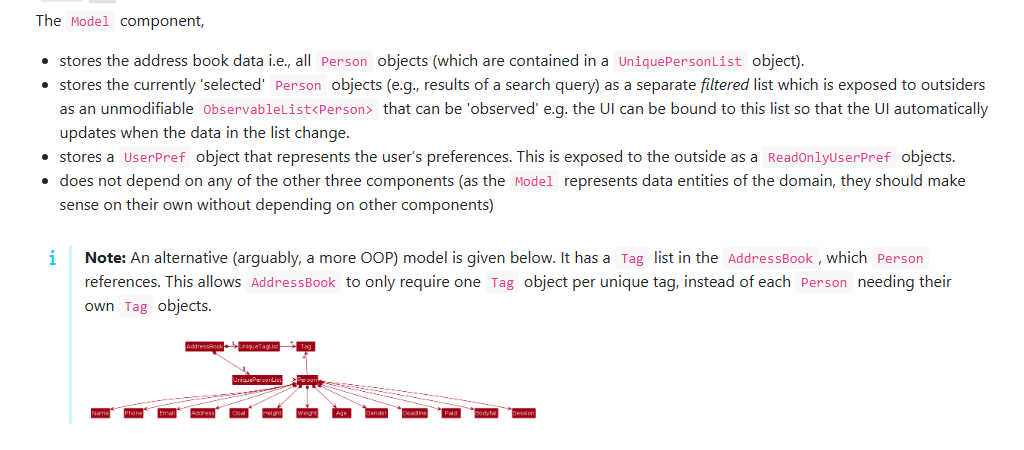 The Model component,
stores the address book data i.e., all Person objects (which are contained in a UniquePersonList object).
stores the currently 'selected' Person objects (e.g., results of a search query) as a separate filtered list which is exposed to outsiders
as an unmodifiable ObservableList<Person> that can be 'observed' e.g. the UI can be bound to this list so that the UI automatically
updates when the data in the list change.
stores a UserPref object that represents the user's preferences. This is exposed to the outside as a ReadOnlyUserPref objects.
does not depend on any of the other three components (as the Model represents data entities of the domain, they should make
sense on their own without depending on other components)
Note: An alternative (arguably, a more OOP) model is given below. It has a Tag list in the AddressBook , which Person
references. This allows AddressBook to only require one Tag object per unique tag, instead of each Person needing their
own Tag objects.
AddressBook UniqueTagList Tag
UniquePersonList Person
Name Phone Email Address Goal Height Weight Age Gender Deadline Paid Bodyfat Session